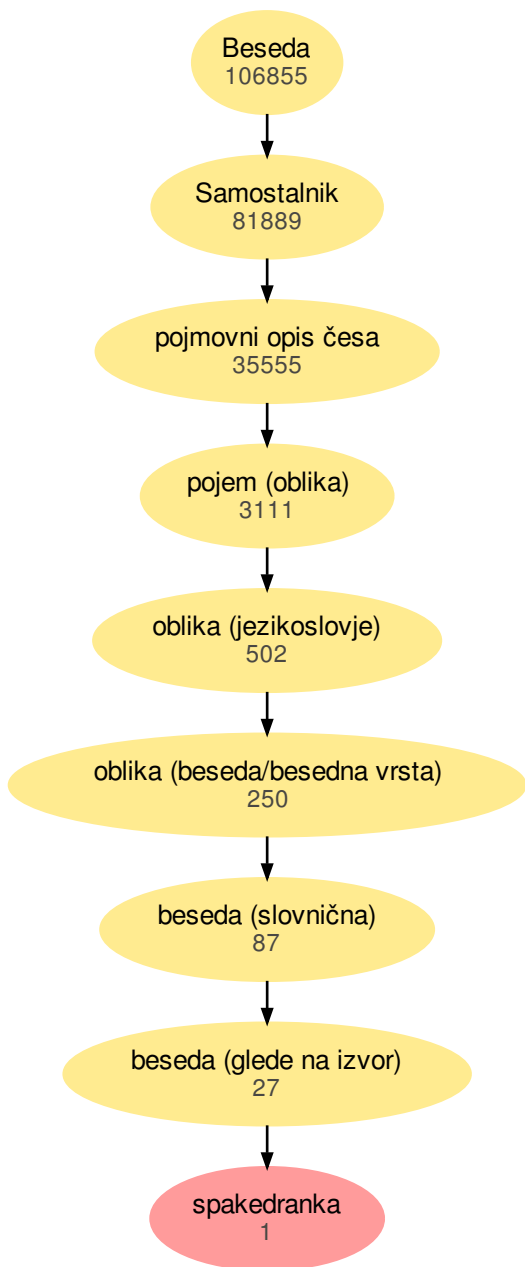 Beseda
106855
Samostalnik
81889
pojmovni opis česa
35555
pojem (oblika)
3111
oblika (jezikoslovje)
502
oblika (beseda/besedna vrsta)
250
beseda (slovnična)
87
beseda (glede na izvor)
27
spakedranka
1